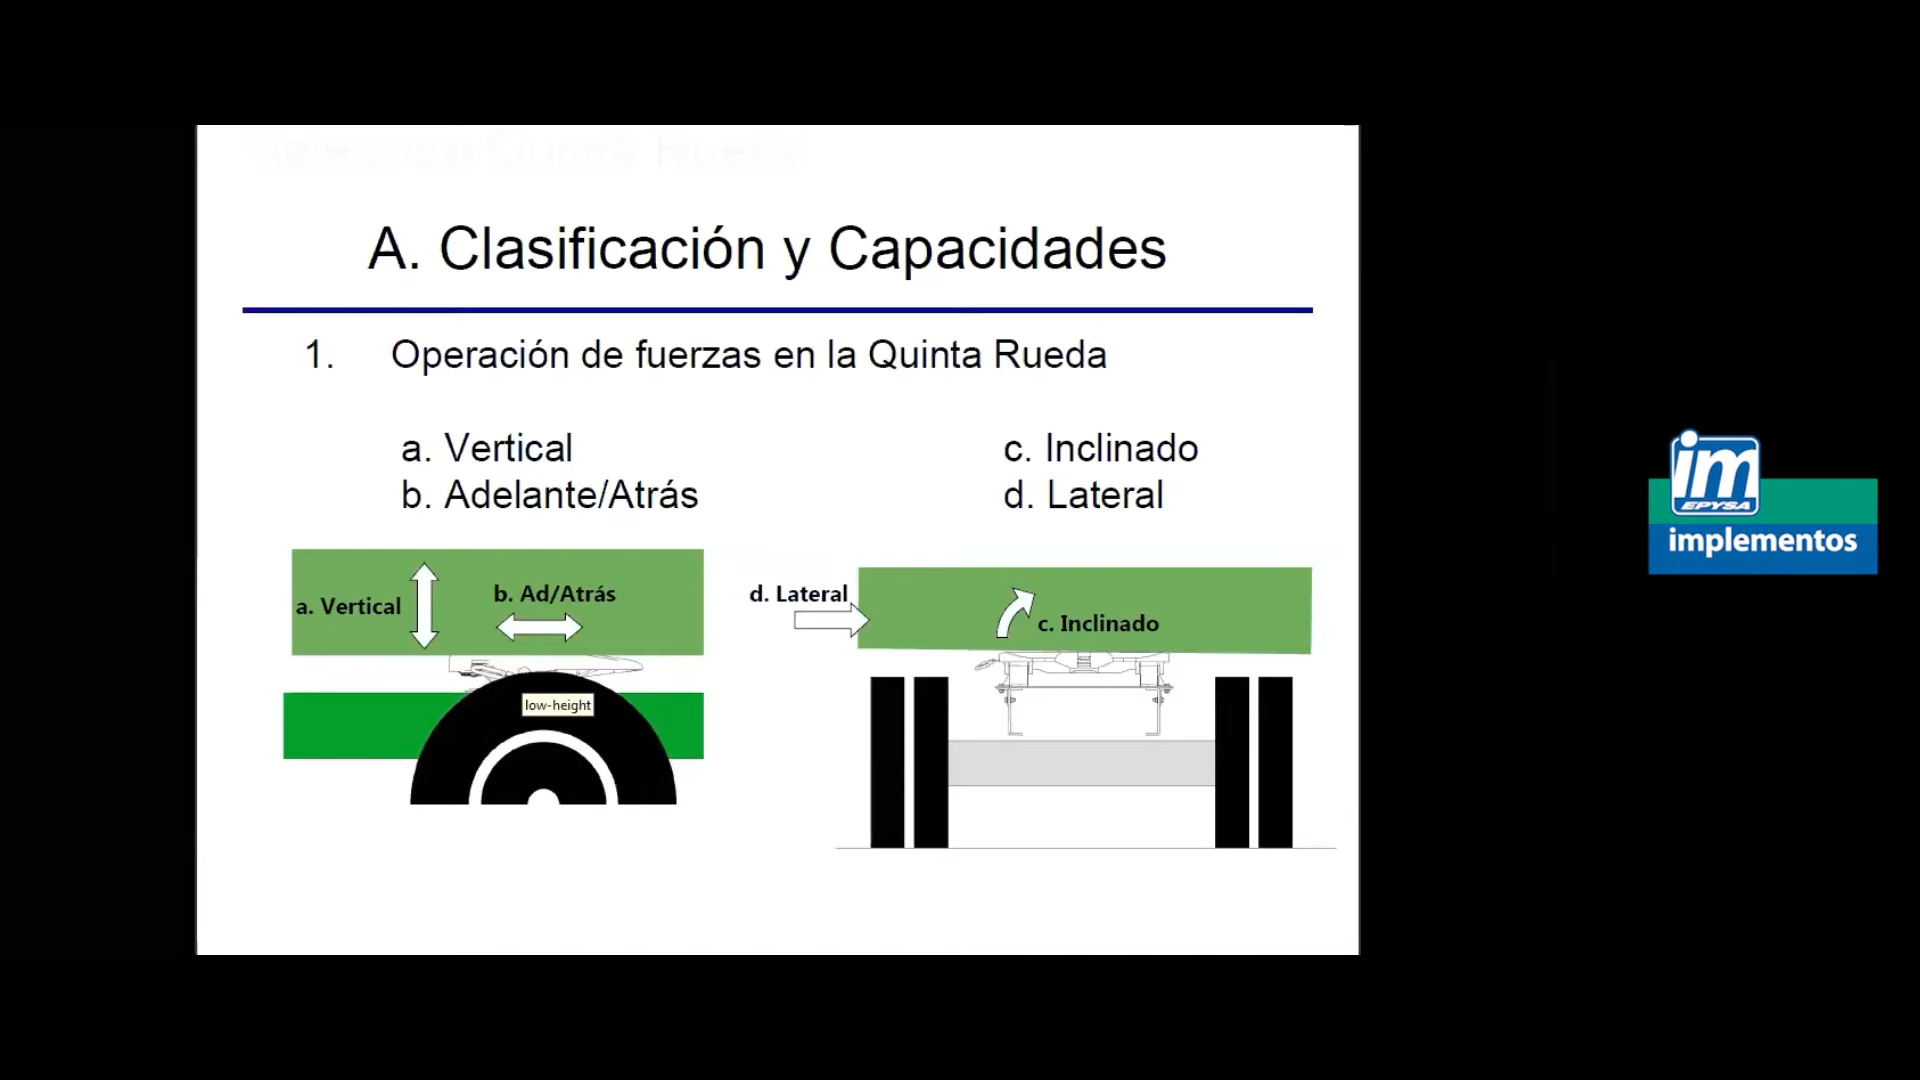 A. Clasificación y Capacidades
1. Operación de fuerzas en la Quinta Rueda
a. Vertical
c. Inclinado
b. Adelante/Atrás
d. Lateral
a. Vertical
b. Ad/Atrás
low-height
d. Lateral
c. Inclinado
im
EPYSA
implementos